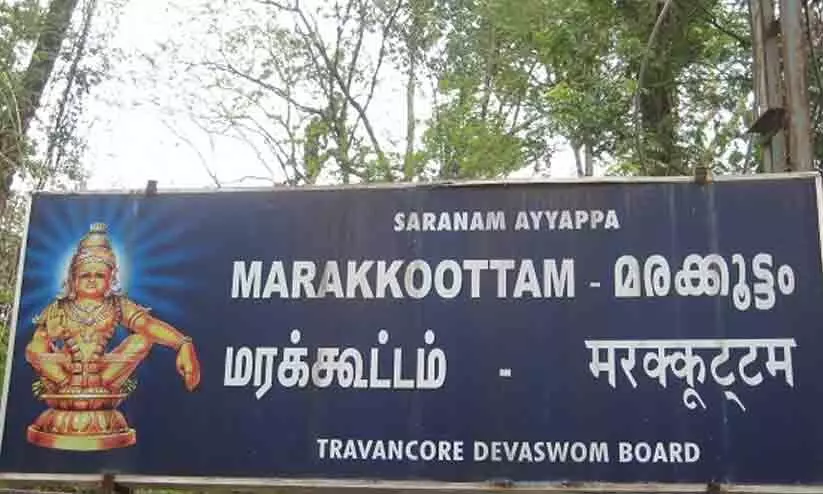 SARANAM AYYAPPA
MARAKKOOTTAM - മരക്കൂട്ടം
மரக்கூட்டம் - मरक्कूट्टम
TRAVANCORE DEVASWOM BOARD